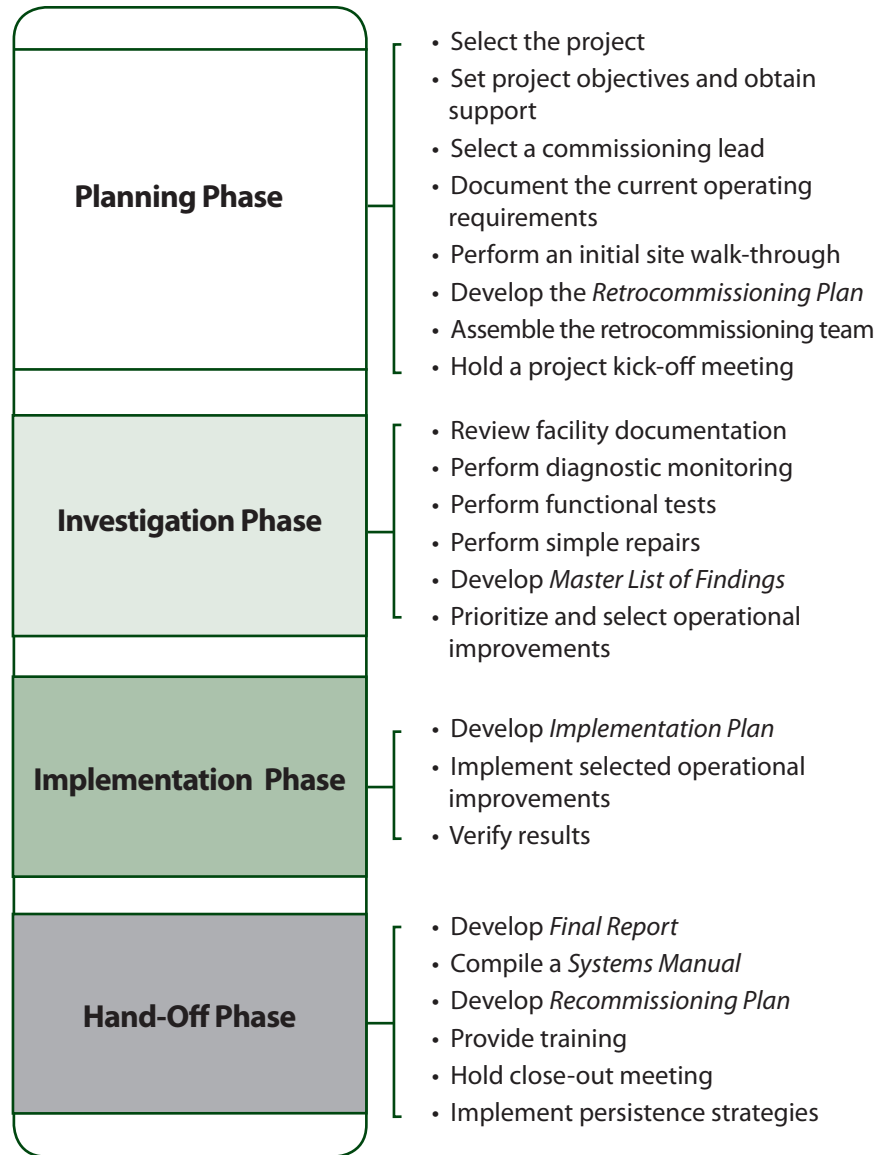 Planning Phase
• Select the project
• Set project objectives and obtain
support
• Select a commissioning lead
• Document the current operating
requirements
• Perform an initial site walk-through
• Develop the Retrocommissioning Plan
• Assemble the retrocommissioning team
• Hold a project kick-off meeting
Investigation Phase
• Review facility documentation
• Perform diagnostic monitoring
• Perform functional tests
• Perform simple repairs
• Develop Master List of Findings
• Prioritize and select operational
improvements
Implementation Phase
• Develop Implementation Plan
• Implement selected operational
improvements
• Verify results
Hand-Off Phase
• Develop Final Report
• Compile a Systems Manual
• Develop Recommissioning Plan
• Provide training
• Hold close-out meeting
• Implement persistence strategies